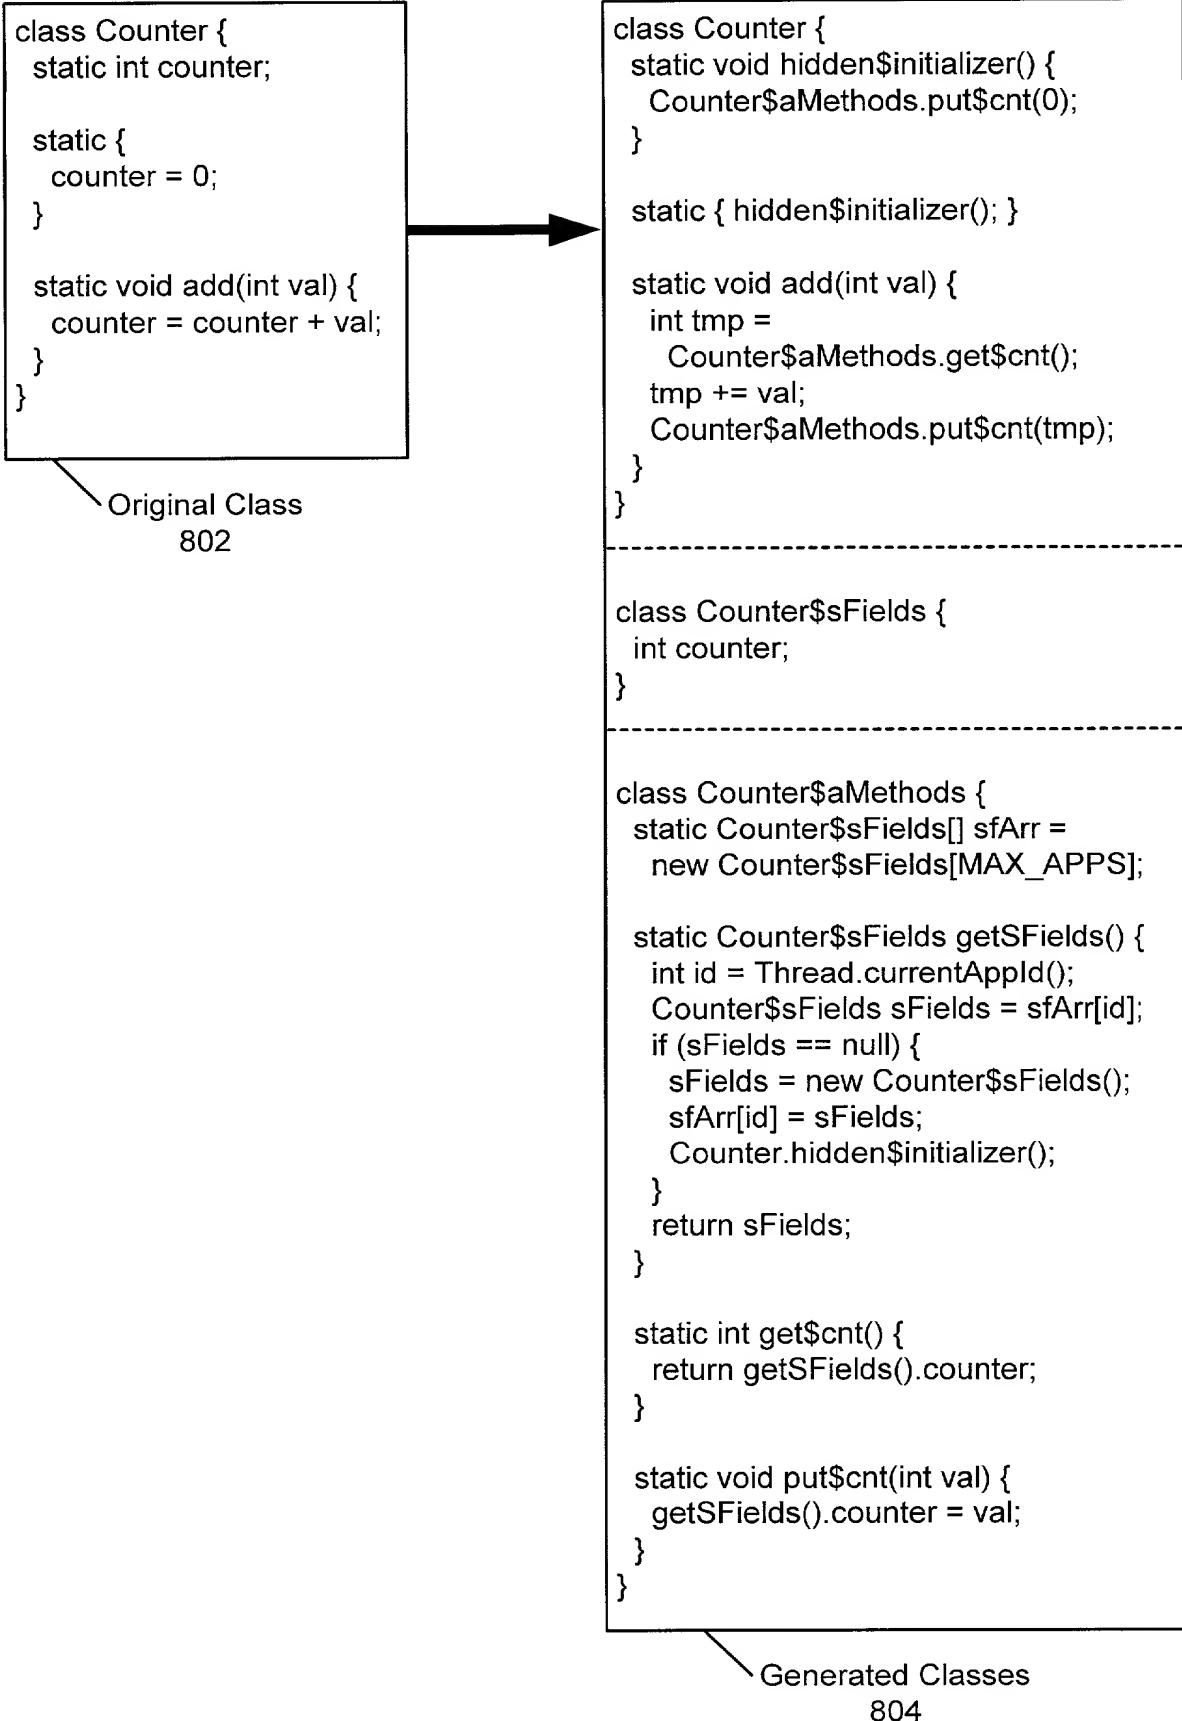 class Counter {
static int counter;
static {
counter = 0;
}
static void add(int val) {
counter = counter + val;
}
}
Original Class
802
class Counter {
static void hidden$initializer() {
Counter$aMethods.put$cnt(0);
}
static { hidden$initializer(); }
static void add(int val) {
int tmp =
Counter$aMethods.get$cnt();
tmp += val;
Counter$aMethods.put$cnt(tmp);
}
}
class Counter$sFields {
int counter;
}
class Counter$aMethods {
static Counter$sFields[] sfArr =
new Counter$sFields[MAX_APPS];
static Counter$sFields getSFields() {
int id = Thread.currentAppId();
Counter$sFields sFields = sfArr[id];
if (sFields == null) {
sFields = new Counter$sFields();
sfArr[id] = sFields;
Counter.hidden$initializer();
}
return sFields;
}
static int get$cnt() {
return getSFields().counter;
}
static void put$cnt(int val) {
getSFields().counter = val;
}
}
Generated Classes
804